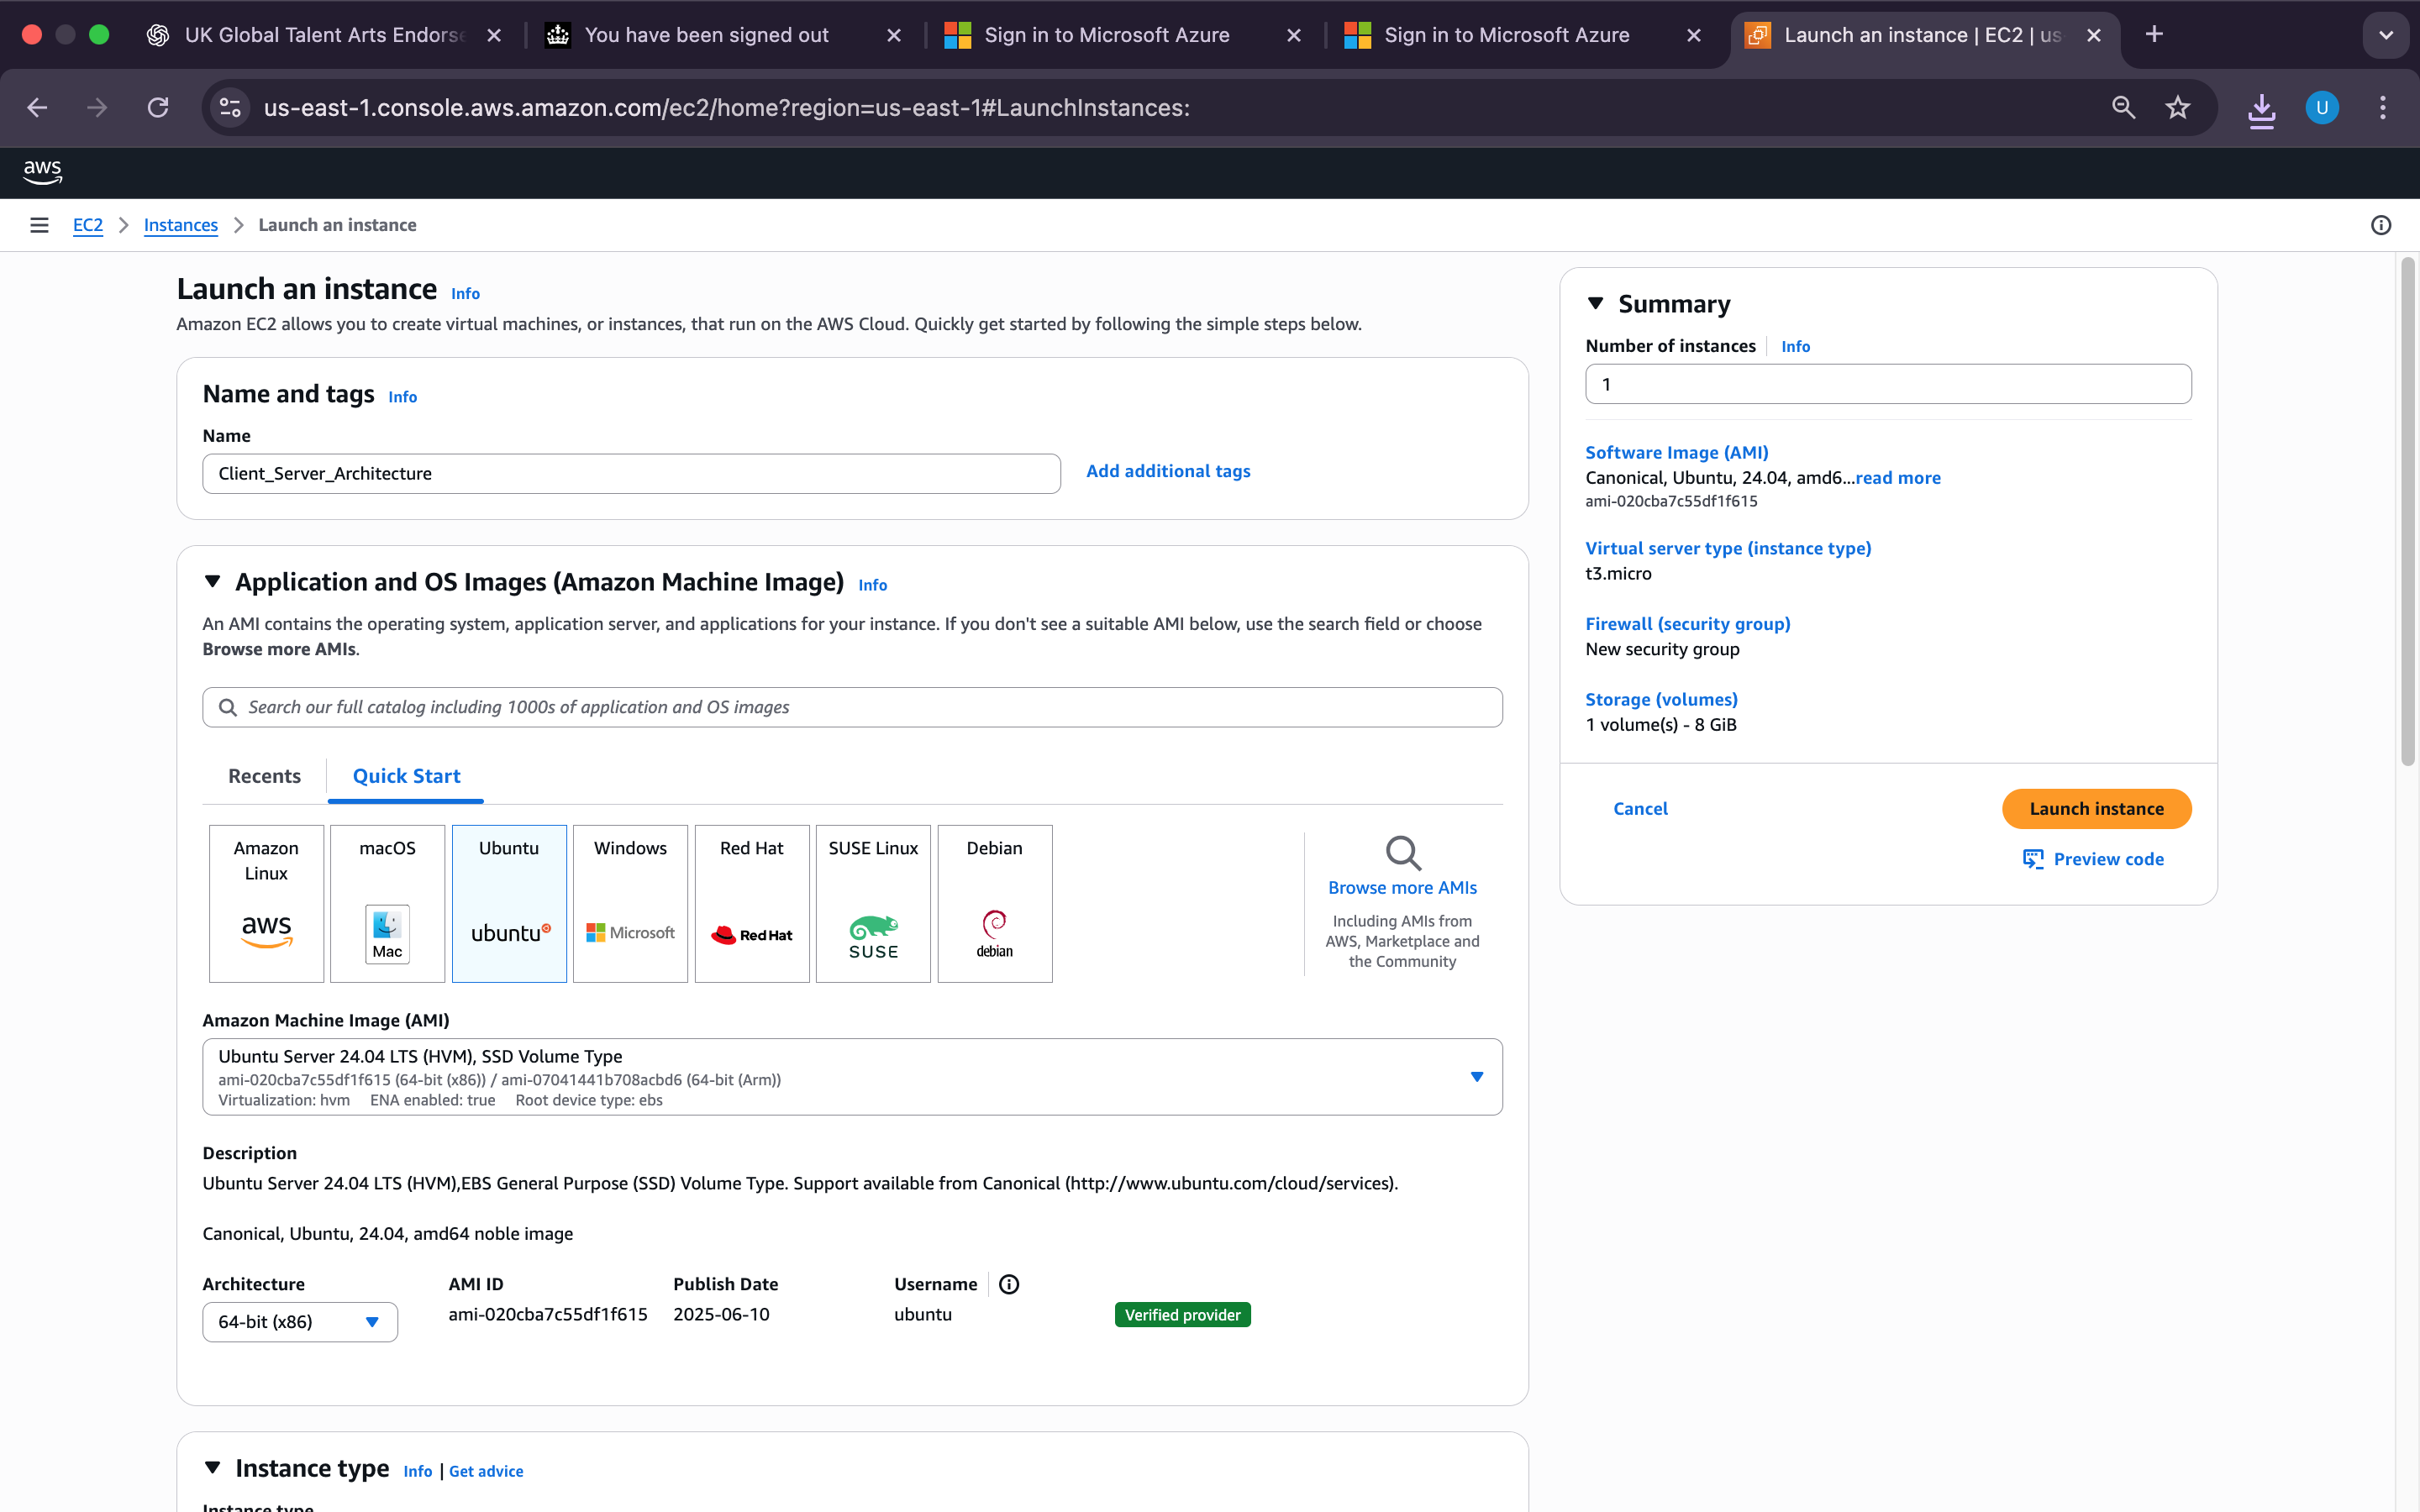 UK Global Talent Arts Endorse
You have been signed out
Sign in to Microsoft Azure
Sign in to Microsoft Azure
Launch an instance | EC2 | us
us-east-1.console.aws.amazon.com/ec2/home?region=us-east-1#LaunchInstances:
U
aws
EC2
Instances
Launch an instance
Launch an instance Info
Amazon EC2 allows you to create virtual machines, or instances, that run on the AWS Cloud. Quickly get started by following the simple steps below.
Name and tags Info
Name
Client_Server_Architecture
Add additional tags
Application and OS Images (Amazon Machine Image) Info
An AMI contains the operating system, application server, and applications for your instance. If you don't see a suitable AMI below, use the search field or choose
Browse more AMIs.
Search our full catalog including 1000s of application and OS images
Recents
Quick Start
Amazon
Linux
aws
macOS
Mac
Ubuntu
ubuntu
Windows
Microsoft
Red Hat
Red Hat
SUSE Linux
SUSE
Debian
debian
Browse more AMIs
Including AMIs from
AWS, Marketplace and
the Community
Amazon Machine Image (AMI)
Ubuntu Server 24.04 LTS (HVM), SSD Volume Type
ami-020cba7c55df1f615 (64-bit (x86)) / ami-07041441b708acbd6 (64-bit (Arm))
Virtualization: hvm ENA enabled: true Root device type: ebs
Description
Ubuntu Server 24.04 LTS (HVM),EBS General Purpose (SSD) Volume Type. Support available from Canonical (http://www.ubuntu.com/cloud/services).
Canonical, Ubuntu, 24.04, amd64 noble image
Architecture
64-bit (x86)
AMI ID
ami-020cba7c55df1f615
Publish Date
2025-06-10
Username
ubuntu
Verified provider
Instance type Info | Get advice
Instance type
Summary
Number of instances Info
1
Software Image (AMI)
Canonical, Ubuntu, 24.04, amd6...read more
ami-020cba7c55df1f615
Virtual server type (instance type)
t3.micro
Firewall (security group)
New security group
Storage (volumes)
1 volume(s) - 8 GiB
Cancel
Launch instance
Preview code